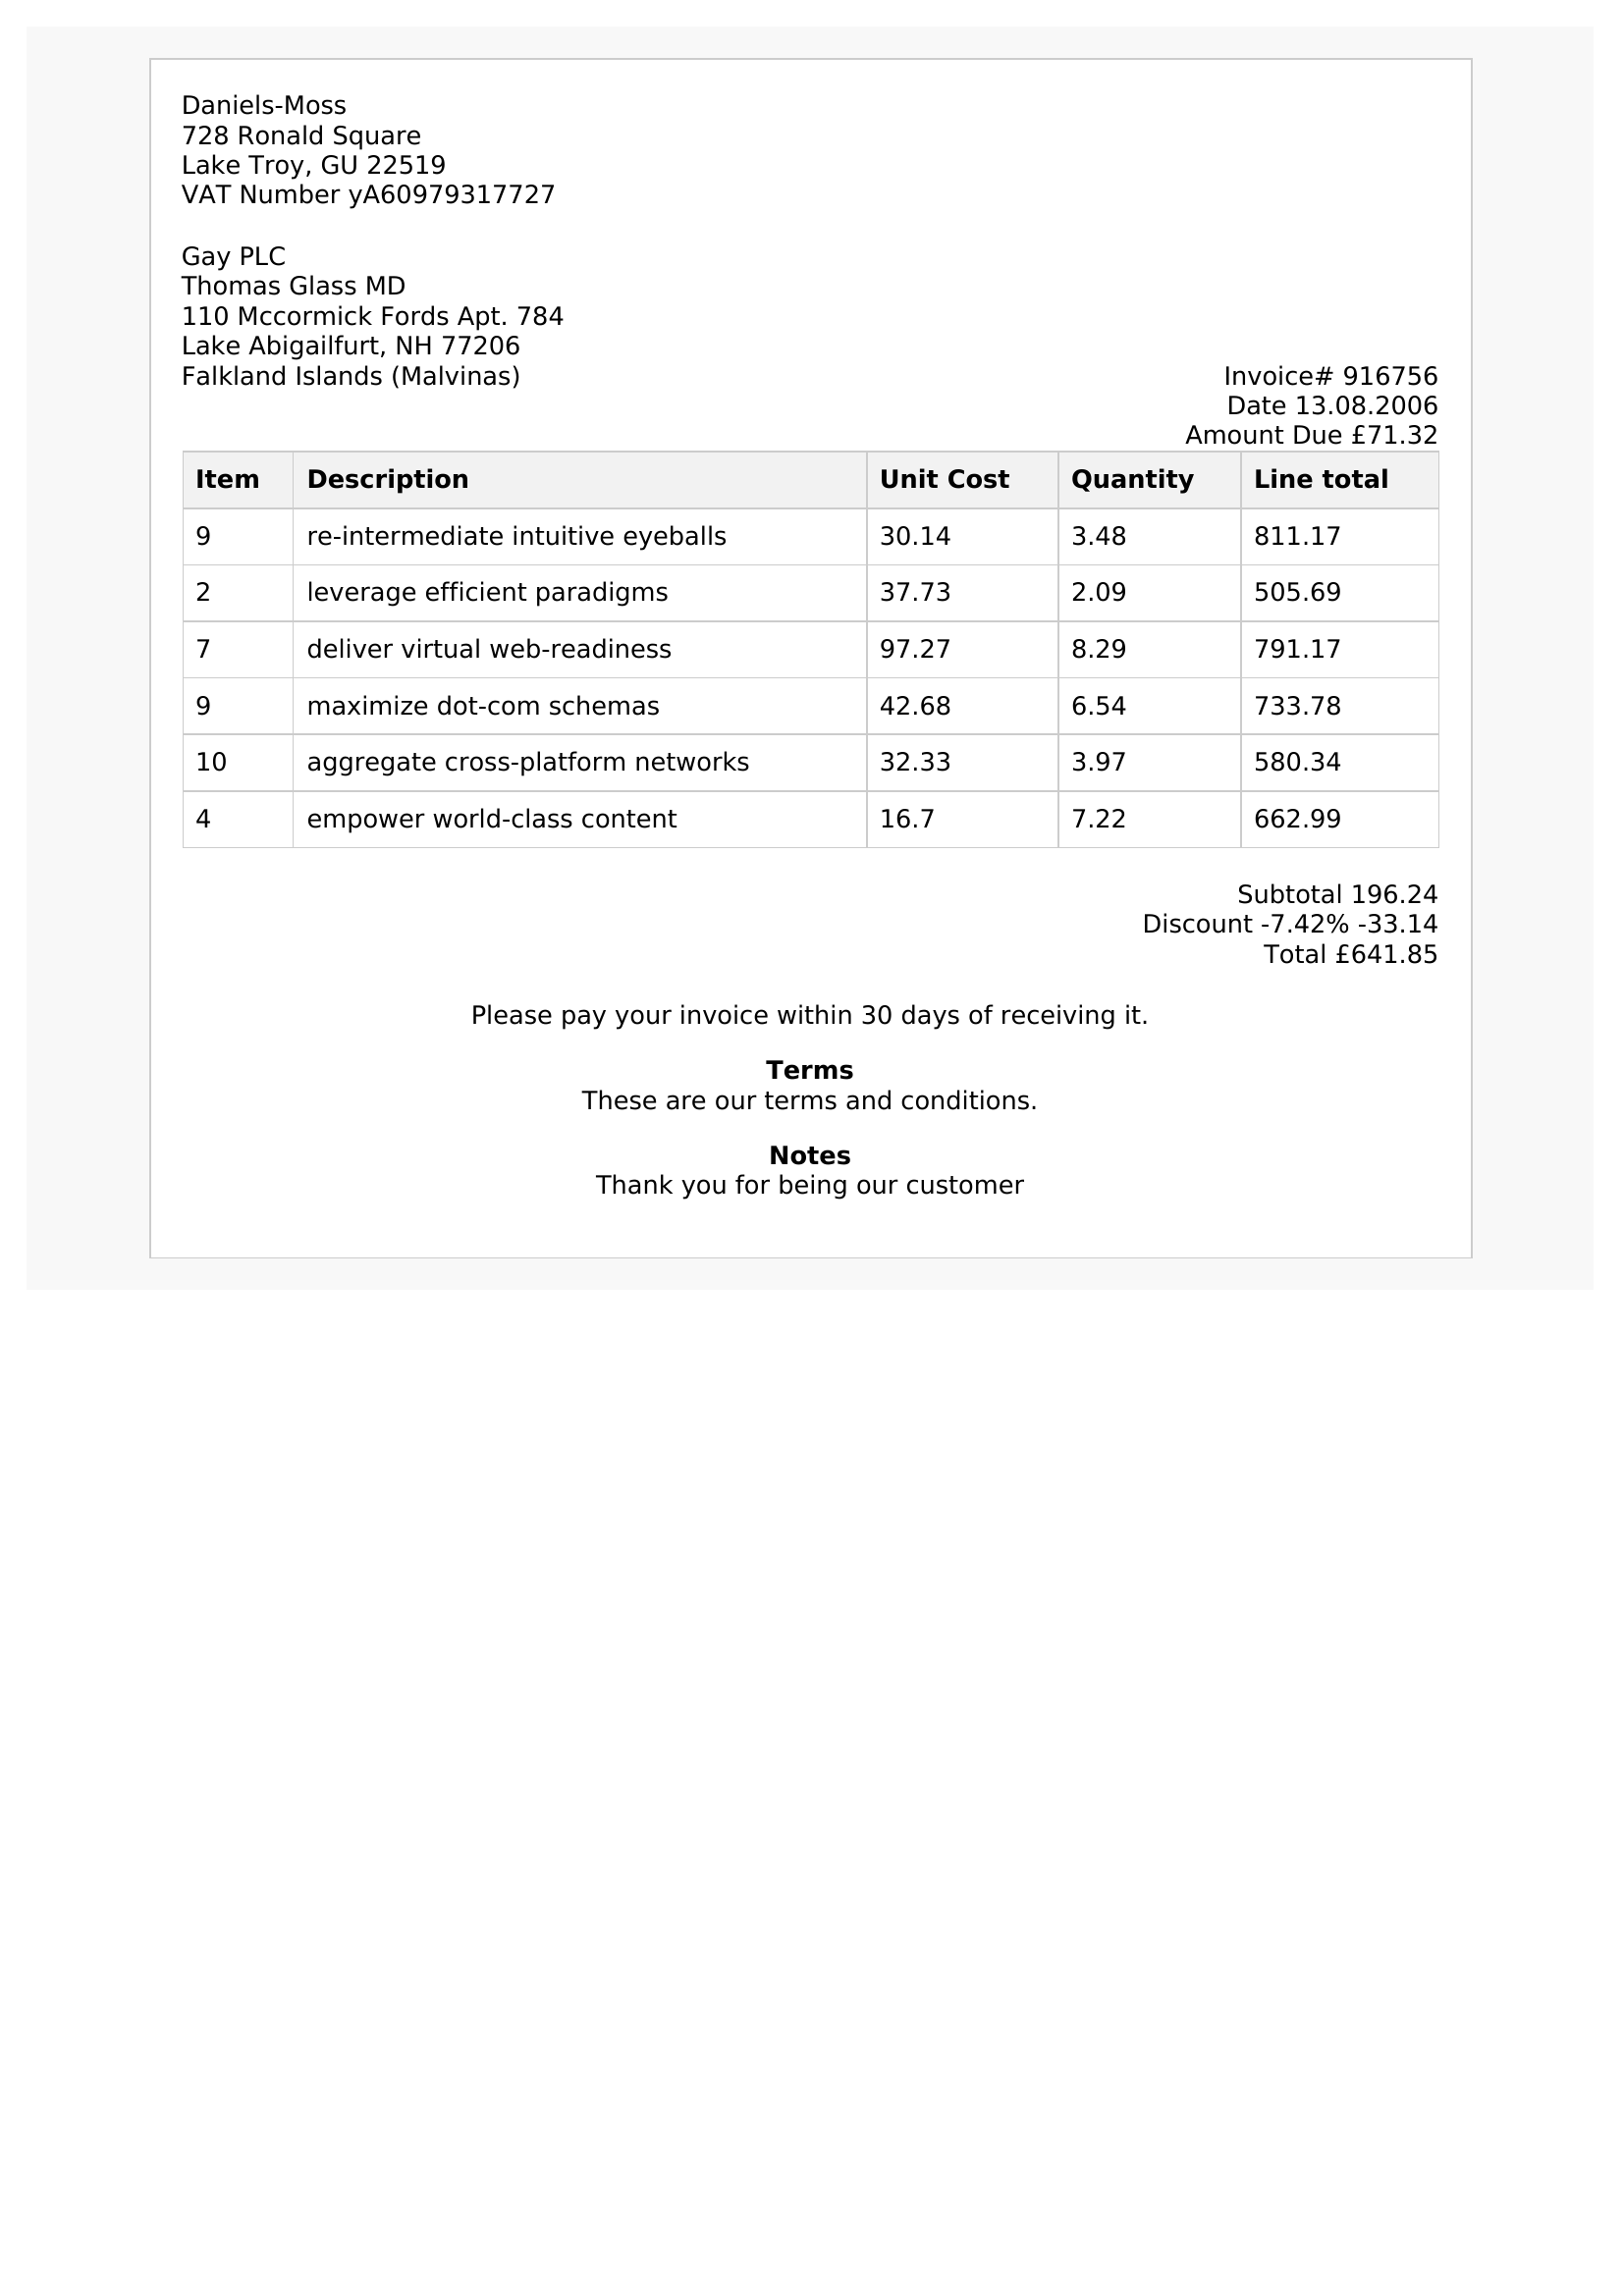 Daniels-Moss
728 Ronald Square
Lake Troy, GU 22519
VAT Number yA60979317727
Gay PLC
Thomas Glass MD
110 Mccormick Fords Apt. 784
Lake Abigailfurt, NH 77206
Falkland Islands (Malvinas)
Invoice# 916756
Date 13.08.2006
Amount Due £71.32
Item Description Unit Cost Quantity Line total
9 re-intermediate intuitive eyeballs 30.14 3.48 811.17
2 leverage efficient paradigms 37.73 2.09 505.69
7 deliver virtual web-readiness 97.27 8.29 791.17
9 maximize dot-com schemas 42.68 6.54 733.78
10 aggregate cross-platform networks 32.33 3.97 580.34
4 empower world-class content 16.7 7.22 662.99
Subtotal 196.24
Discount -7.42% -33.14
Total £641.85
Please pay your invoice within 30 days of receiving it.
Terms
These are our terms and conditions.
Notes
Thank you for being our customer